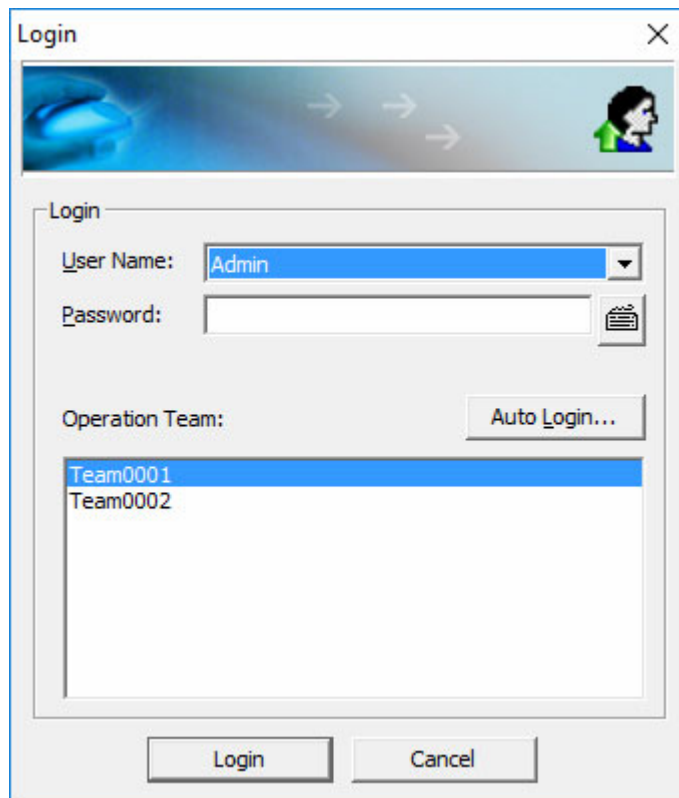 Login
Login
User Name: Admin
Password:
Operation Team: Auto Login...
Team0001
Team0002
Login Cancel